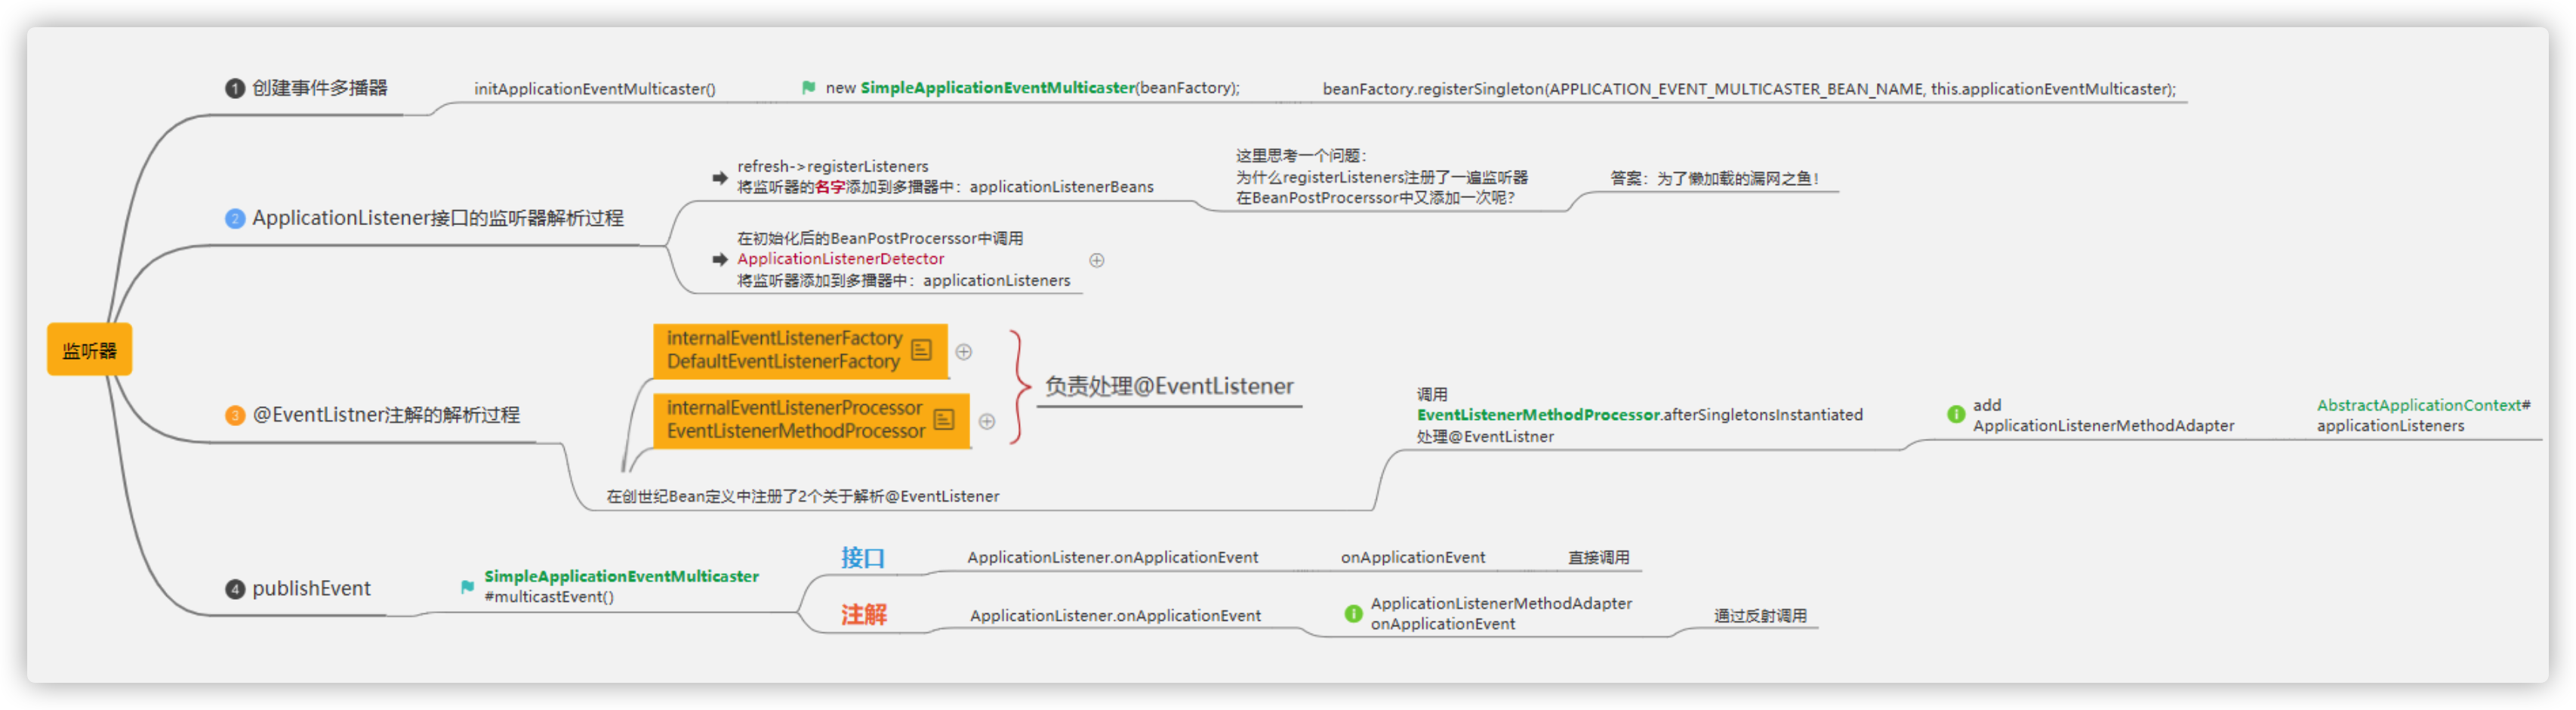 监听器
1 创建事件多播器
initApplicationEventMulticaster()
new SimpleApplicationEventMulticaster(beanFactory);
beanFactory.registerSingleton(APPLICATION_EVENT_MULTICASTER_BEAN_NAME, this.applicationEventMulticaster);
2 ApplicationListener接口的监听器解析过程
refresh->registerListeners
将监听器的名字添加到多播器中：applicationListenerBeans
这里思考一个问题：
为什么registerListeners注册了一遍监听器
在BeanPostProcerssor中又添加一次呢？
答案：为了懒加载的漏网之鱼！
在初始化后的BeanPostProcerssor中调用
ApplicationListenerDetector
将监听器添加到多播器中：applicationListeners
3 @EventListner注解的解析过程
internalEventListenerFactory
DefaultEventListenerFactory
internalEventListenerProcessor
EventListenerMethodProcessor
负责处理@EventListener
在创世纪Bean定义中注册了2个关于解析@EventListener
调用
EventListenerMethodProcessor.afterSingletonsInstantiated
处理@EventListner
add
ApplicationListenerMethodAdapter
AbstractApplicationContext#
applicationListeners
4 publishEvent
SimpleApplicationEventMulticaster
#multicastEvent()
接口
ApplicationListener.onApplicationEvent
onApplicationEvent
直接调用
注解
ApplicationListener.onApplicationEvent
ApplicationListenerMethodAdapter
onApplicationEvent
通过反射调用